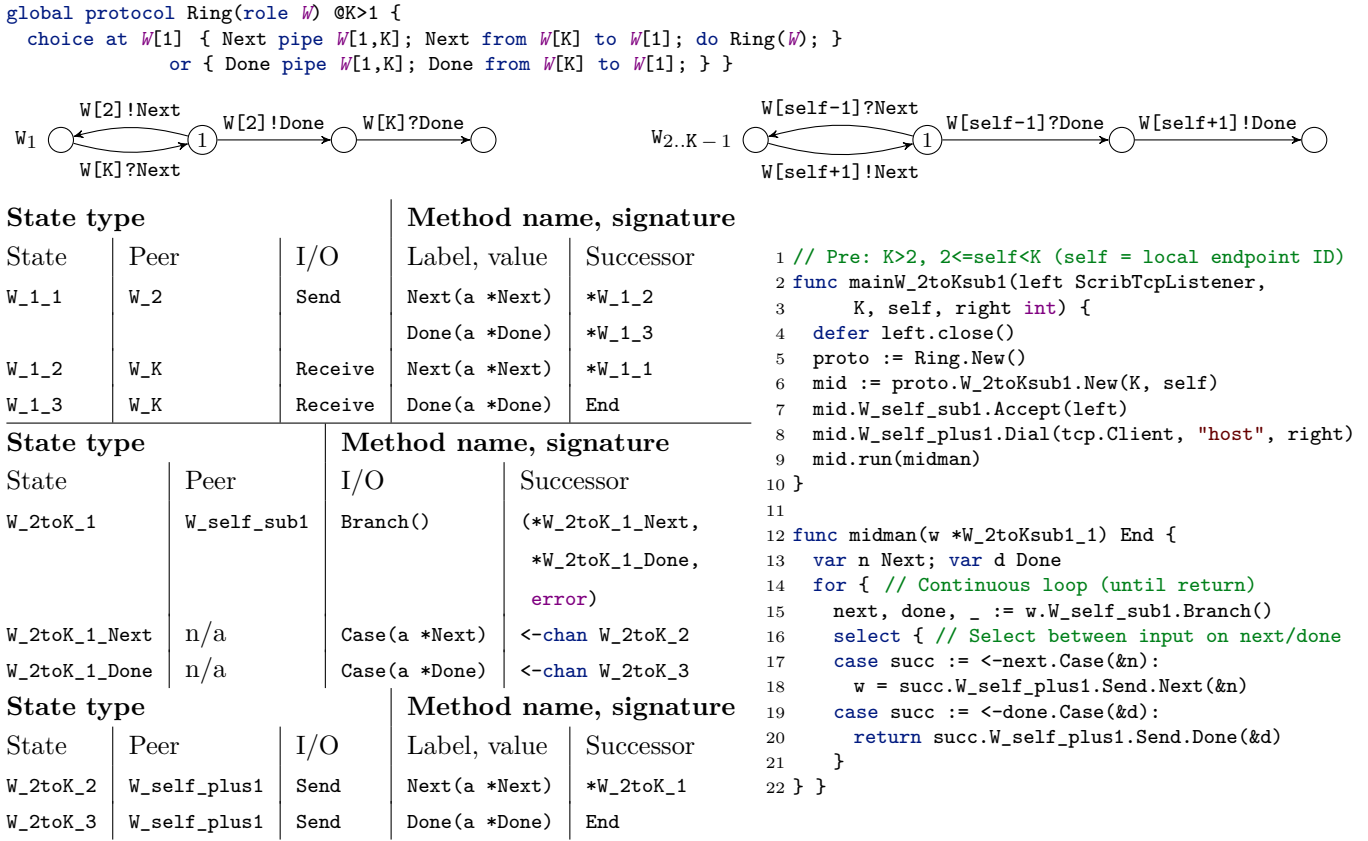 global protocol Ring(role W) @K>1 {
choice at W[1] { Next pipe W[1,K]; Next from W[K] to W[1]; do Ring(W); }
or { Done pipe W[1,K]; Done from W[K] to W[1]; } }
W[2]!Next
W[2]!Done
W[K]?Done
W1
1
W[K]?Next
W[self-1]?Next
W[self-1]?Done
W[self+1]!Done
W2..K − 1
1
W[self+1]!Next
State type Method name, signature
State Peer I/O Label, value Successor
W_1_1 W_2 Send Next(a *Next) *W_1_2
Done(a *Done) *W_1_3
W_1_2 W_K Receive Next(a *Next) *W_1_1
W_1_3 W_K Receive Done(a *Done) End
State type Method name, signature
State Peer I/O Successor
W_2toK_1 W_self_sub1 Branch() (*W_2toK_1_Next,
*W_2toK_1_Done,
error)
W_2toK_1_Next n/a Case(a *Next) <-chan W_2toK_2
W_2toK_1_Done n/a Case(a *Done) <-chan W_2toK_3
State type Method name, signature
State Peer I/O Label, value Successor
W_2toK_2 W_self_plus1 Send Next(a *Next) *W_2toK_1
W_2toK_3 W_self_plus1 Send Done(a *Done) End
1 // Pre: K>2, 2<=self<K (self = local endpoint ID)
2 func mainW_2toKsub1(left ScribTcpListener,
3 K, self, right int) {
4 defer left.close()
5 proto := Ring.New()
6 mid := proto.W_2toKsub1.New(K, self)
7 mid.W_self_sub1.Accept(left)
8 mid.W_self_plus1.Dial(tcp.Client, "host", right)
9 mid.run(midman)
10 }
11
12 func midman(w *W_2toKsub1_1) End {
13 var n Next; var d Done
14 for { // Continuous loop (until return)
15 next, done, _ := w.W_self_sub1.Branch()
16 select { // Select between input on next/done
17 case succ := <-next.Case(&n):
18 w = succ.W_self_plus1.Send.Next(&n)
19 case succ := <-done.Case(&d):
20 return succ.W_self_plus1.Send.Done(&d)
21 }
22 } }